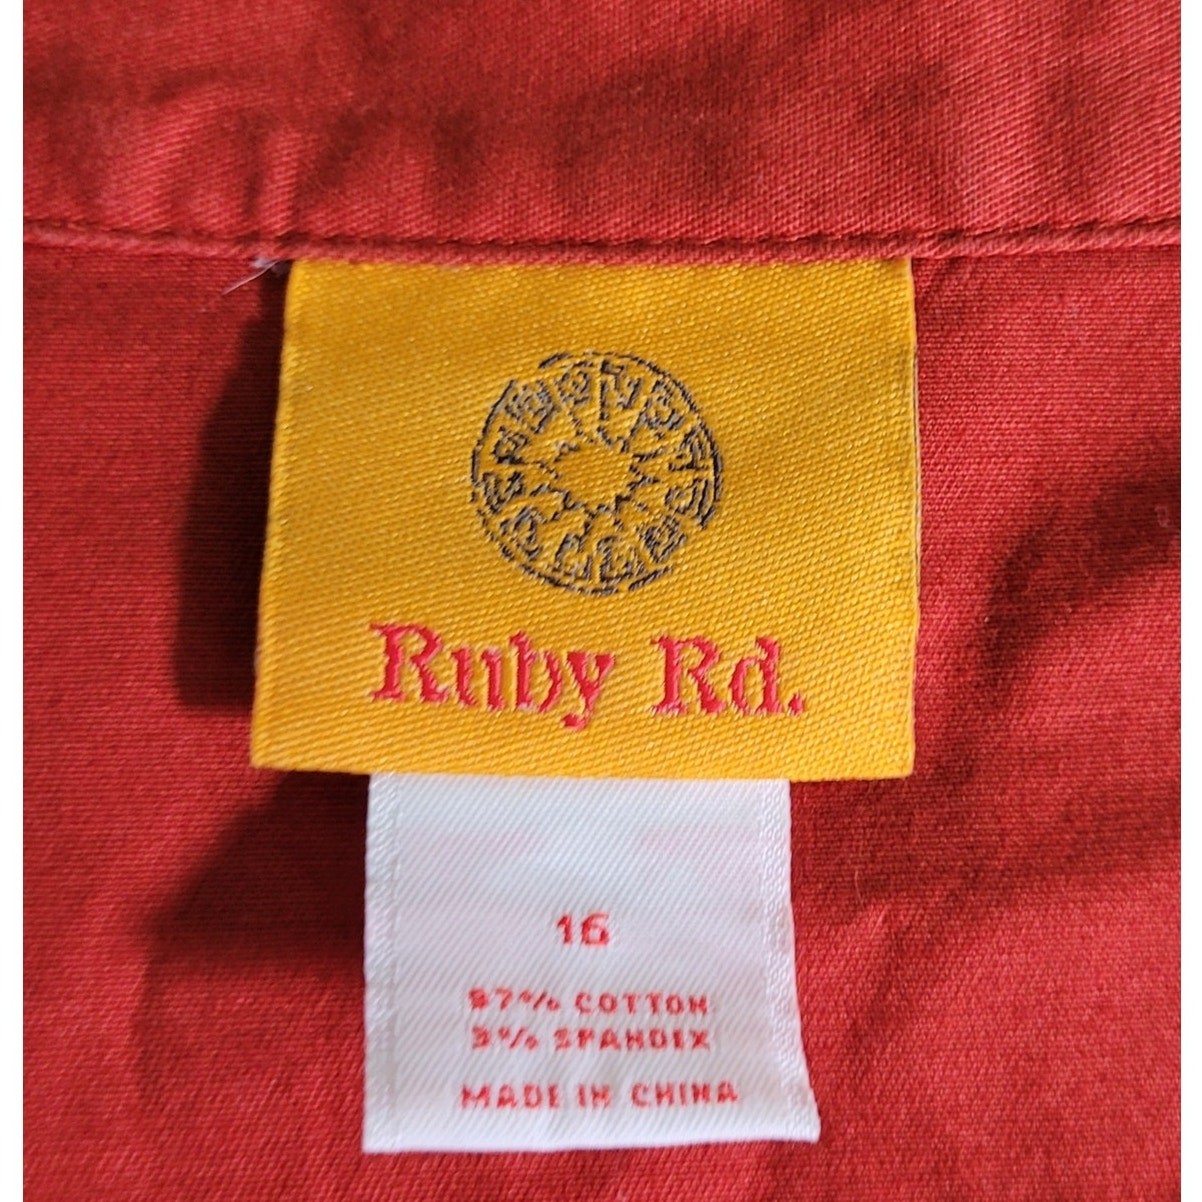 Ruby Rd.
16
97% COTTON
3% SPANDEX
MADE IN CHINA